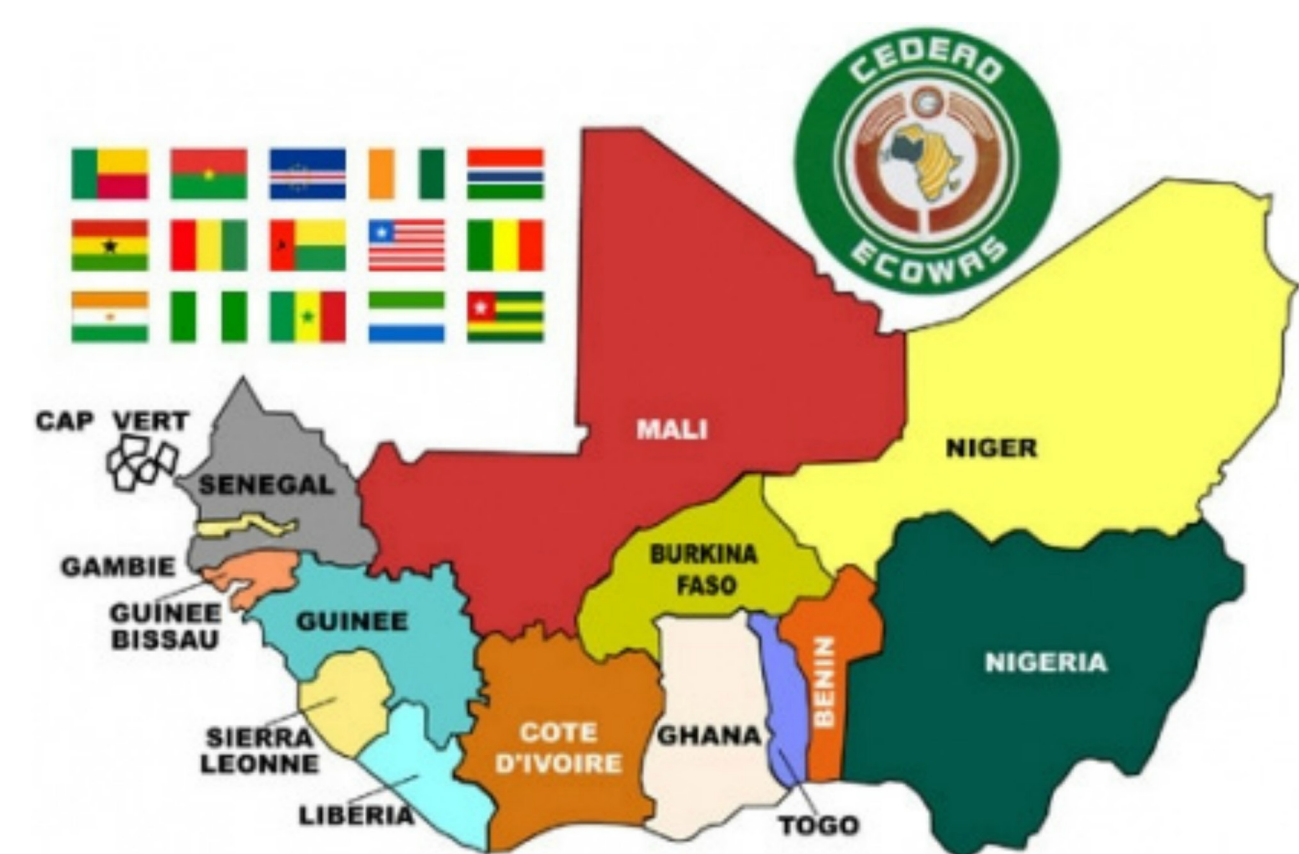 CEDEAO
ECOWAS
CAP VERT
SENEGAL
MALI
NIGER
GAMBIE
GUINEE
BISSAU
GUINEE
BURKINA
FASO
BENIN
NIGERIA
SIERRA
LEONNE
LIBERIA
COTE
D'IVOIRE
GHANA
TOGO